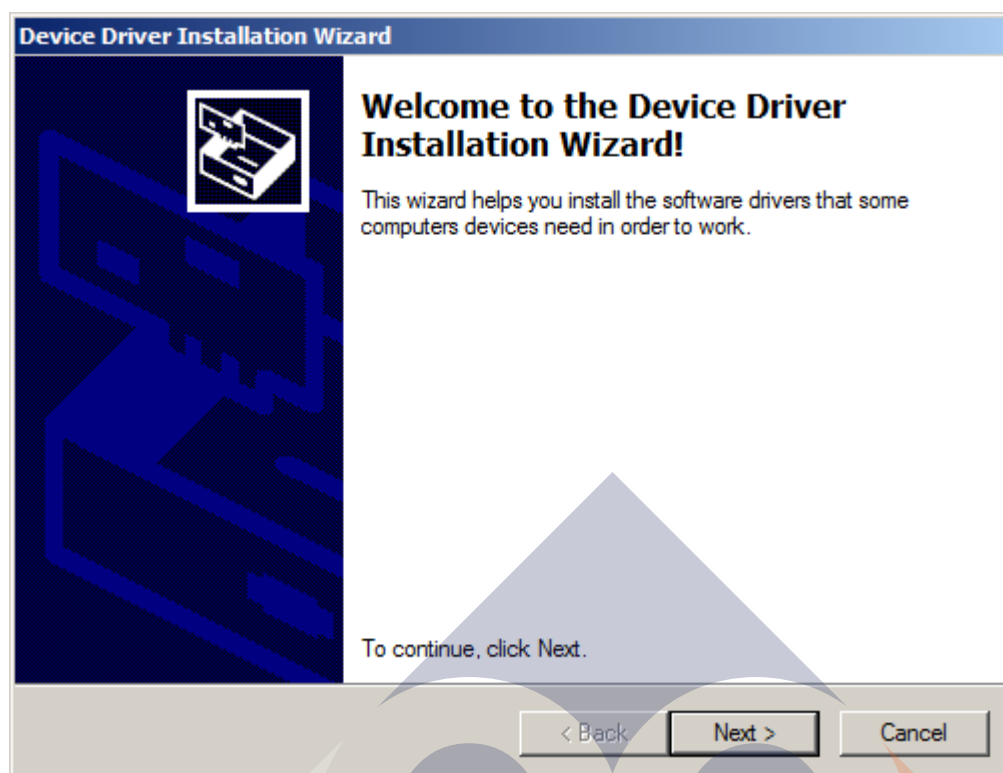 Device Driver Installation Wizard
Welcome to the Device Driver
Installation Wizard!
This wizard helps you install the software drivers that some
computers devices need in order to work.
To continue, click Next.
< Back
Next >
Cancel